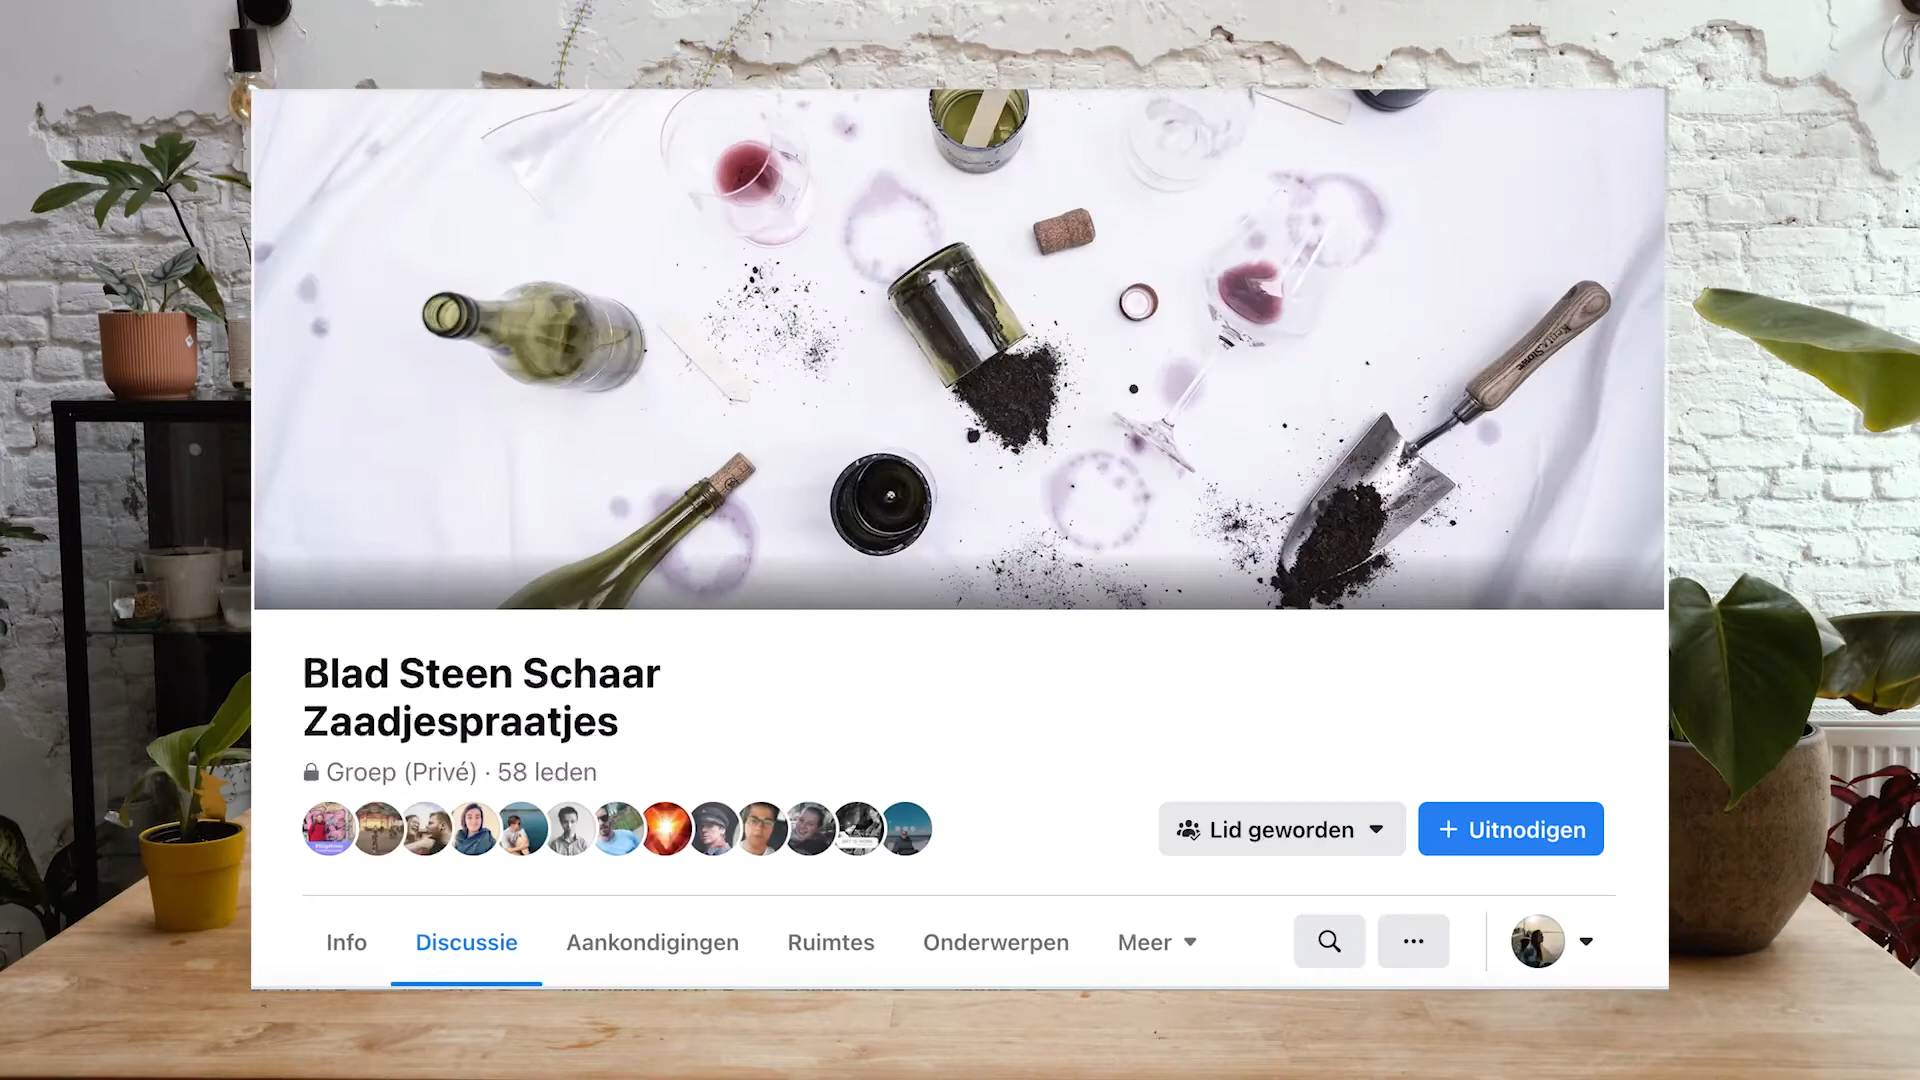 Blad Steen Schaar
Zaadjespraatjes
Groep (Privé) · 58 leden
Lid geworden
+ Uitnodigen
Info
Discussie
Aankondigingen
Ruimtes
Onderwerpen
Meer